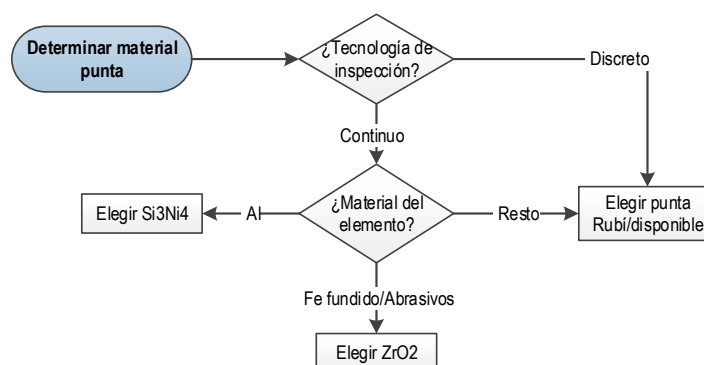 Determinar material
punta
¿Tecnología de
inspección?
Discreto
Continuo
Elegir Si3Ni4
Al
¿Material del
elemento?
Resto
Elegir punta
Rubí/disponible
Fe fundido/Abrasivos
Elegir ZrO2